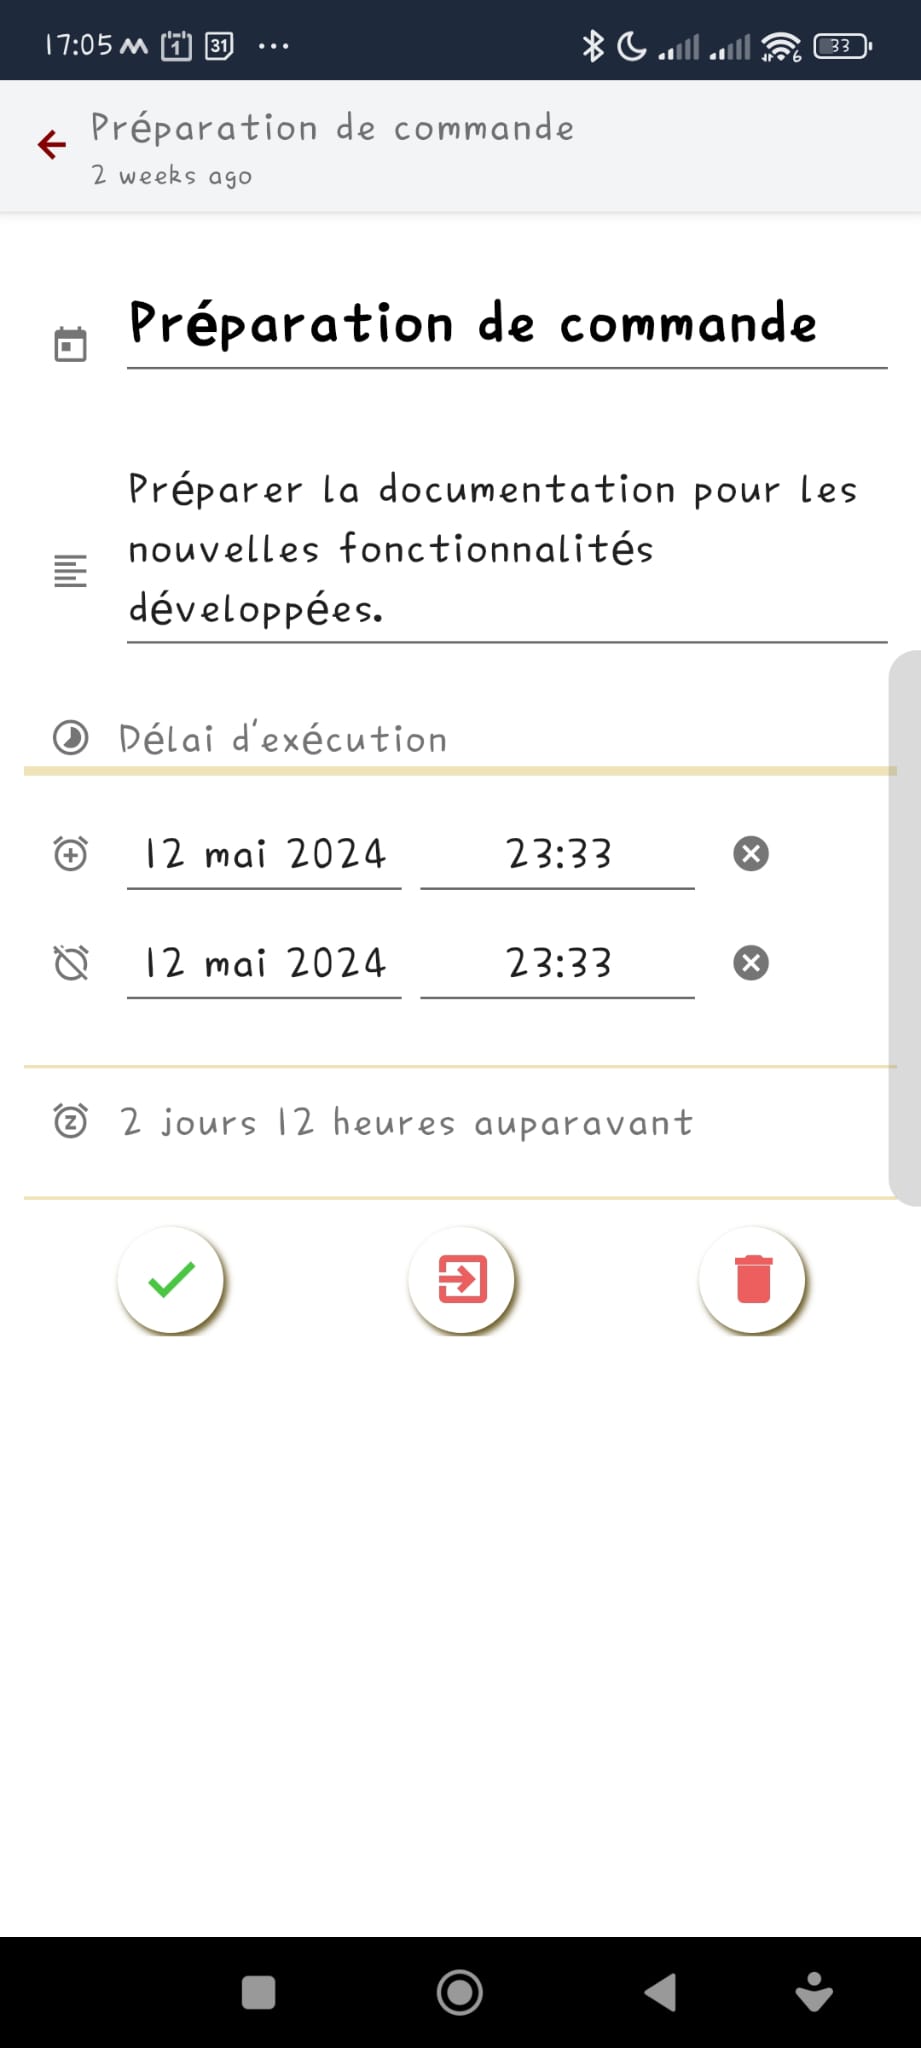 17:05 1 31 ... 6 33
Préparation de commande
2 weeks ago
Préparation de commande
Préparer la documentation pour les
nouvelles fonctionnalités
développées.
Délai d'exécution
12 mai 2024 23:33
12 mai 2024 23:33
2 jours 12 heures auparavant